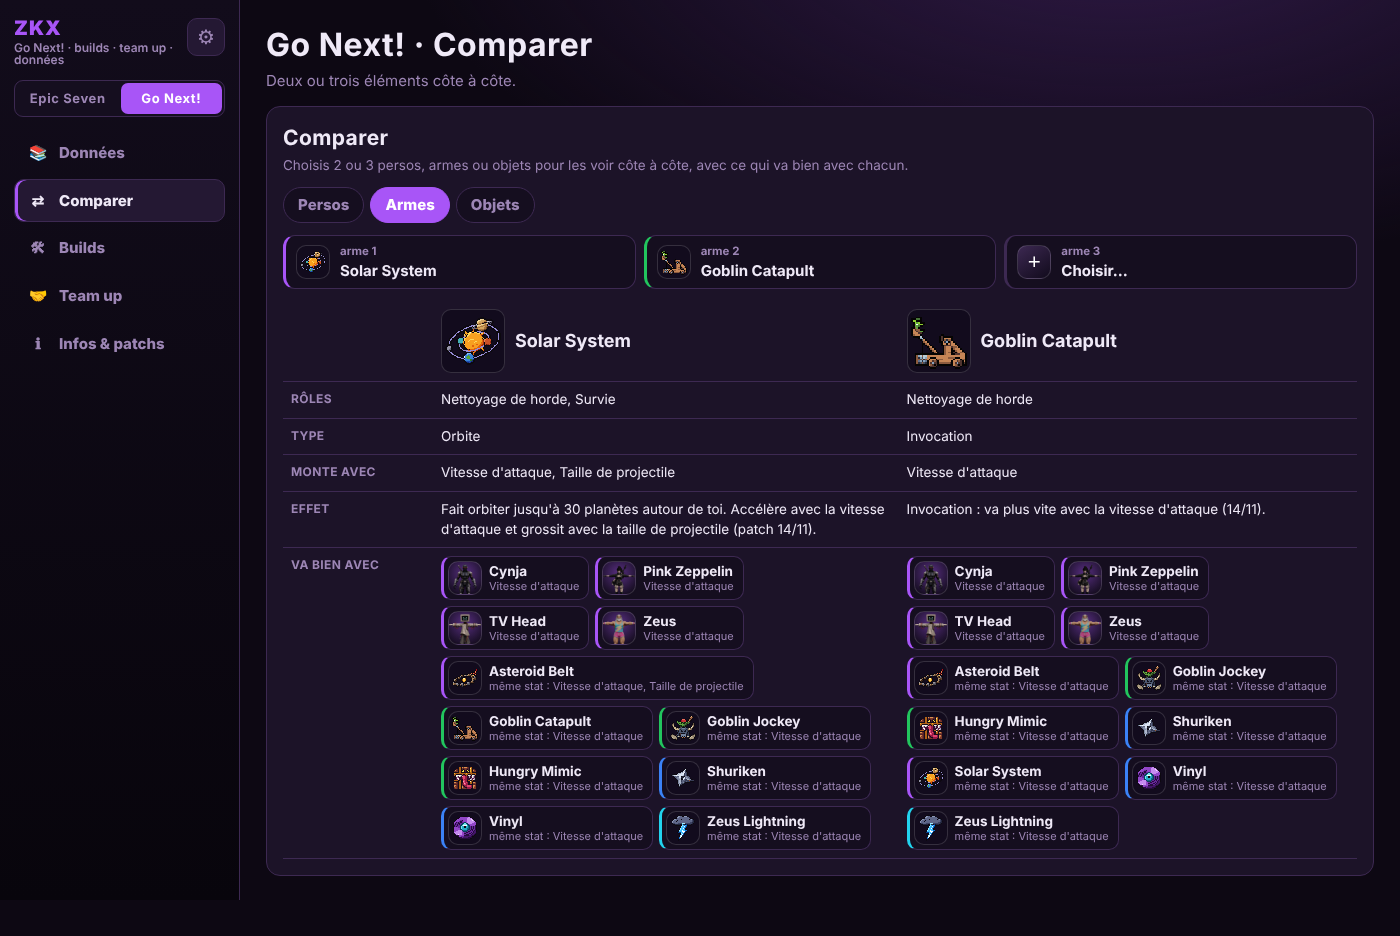 ZKX
Go Next! · builds · team up ·
données
⚙
Epic Seven
Go Next!
Données
Comparer
Builds
Team up
Infos & patchs
Go Next! · Comparer
Deux ou trois éléments côte à côte.
Comparer
Choisis 2 ou 3 persos, armes ou objets pour les voir côte à côte, avec ce qui va bien avec chacun.
Persos
Armes
Objets
arme 1
Solar System
arme 2
Goblin Catapult
+
arme 3
Choisir...
Solar System
Goblin Catapult
RÔLES
Nettoyage de horde, Survie
Nettoyage de horde
TYPE
Orbite
Invocation
MONTE AVEC
Vitesse d'attaque, Taille de projectile
Vitesse d'attaque
EFFET
Fait orbiter jusqu'à 30 planètes autour de toi. Accélère avec la vitesse
d'attaque et grossit avec la taille de projectile (patch 14/11).
Invocation : va plus vite avec la vitesse d'attaque (14/11).
VA BIEN AVEC
Cynja
Vitesse d'attaque
Pink Zeppelin
Vitesse d'attaque
TV Head
Vitesse d'attaque
Zeus
Vitesse d'attaque
Asteroid Belt
même stat : Vitesse d'attaque, Taille de projectile
Goblin Catapult
même stat : Vitesse d'attaque
Goblin Jockey
même stat : Vitesse d'attaque
Hungry Mimic
même stat : Vitesse d'attaque
Shuriken
même stat : Vitesse d'attaque
Vinyl
même stat : Vitesse d'attaque
Zeus Lightning
même stat : Vitesse d'attaque
Cynja
Vitesse d'attaque
Pink Zeppelin
Vitesse d'attaque
TV Head
Vitesse d'attaque
Zeus
Vitesse d'attaque
Asteroid Belt
même stat : Vitesse d'attaque
Goblin Jockey
même stat : Vitesse d'attaque
Hungry Mimic
même stat : Vitesse d'attaque
Shuriken
même stat : Vitesse d'attaque
Solar System
même stat : Vitesse d'attaque
Vinyl
même stat : Vitesse d'attaque
Zeus Lightning
même stat : Vitesse d'attaque